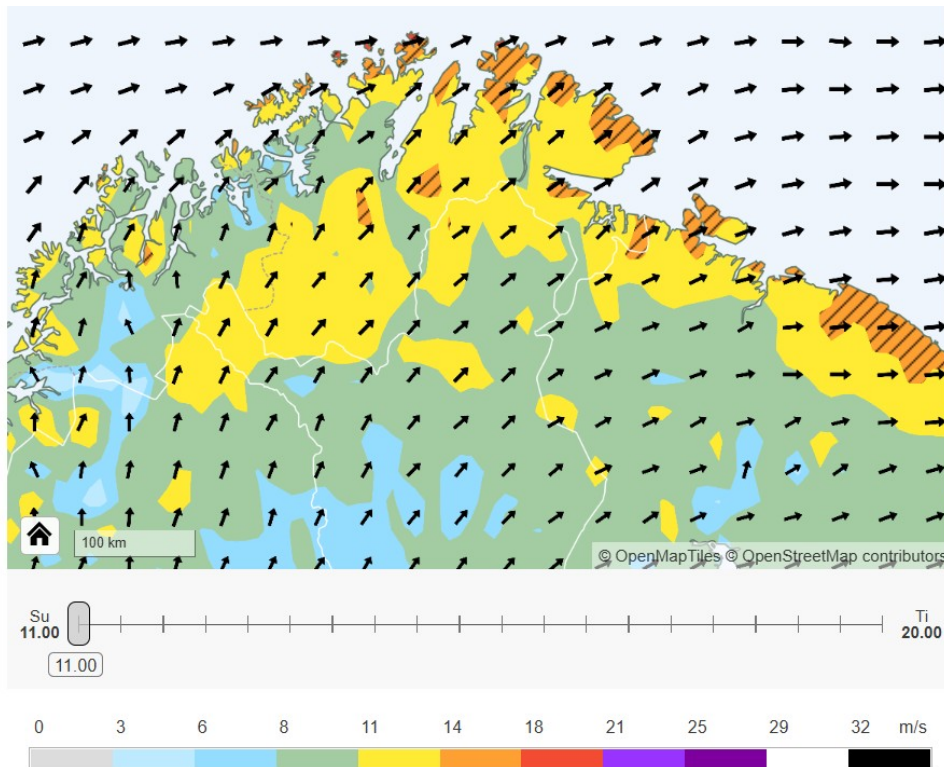 100 km
© OpenMapTiles © OpenStreetMap contributors
Su
11.00
Ti
20.00
11.00
0 3 6 8 11 14 18 21 25 29 32 m/s